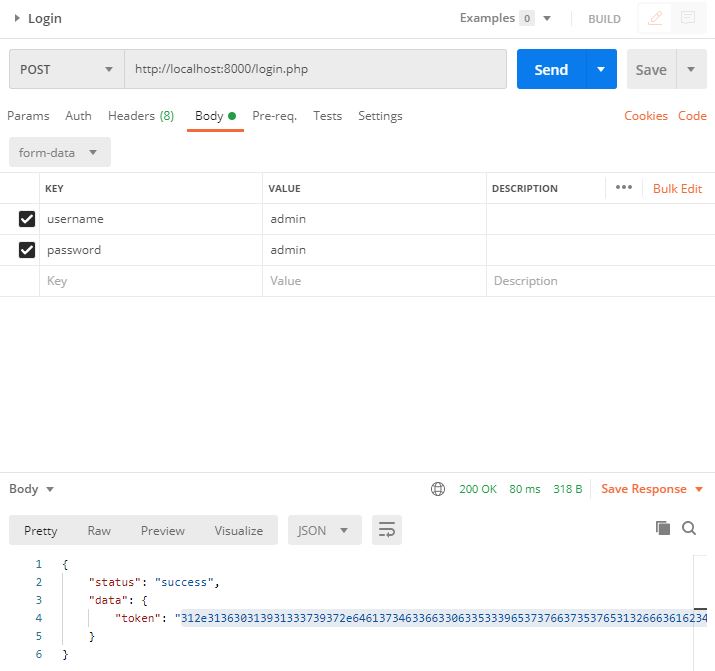 Login Examples 0 BUILD
POST http://localhost:8000/login.php Send Save
Params Auth Headers (8) Body Pre-req. Tests Settings Cookies Code
form-data
KEY VALUE DESCRIPTION ••• Bulk Edit
username admin
password admin
Key Value Description
Body 200 OK 80 ms 318 B Save Response
Pretty Raw Preview Visualize JSON
1 {
2 "status": "success",
3 "data": {
4 "token": "312e313630313931333739372e646137346336633063353339653737663735376531326663616234
5 }
6 }